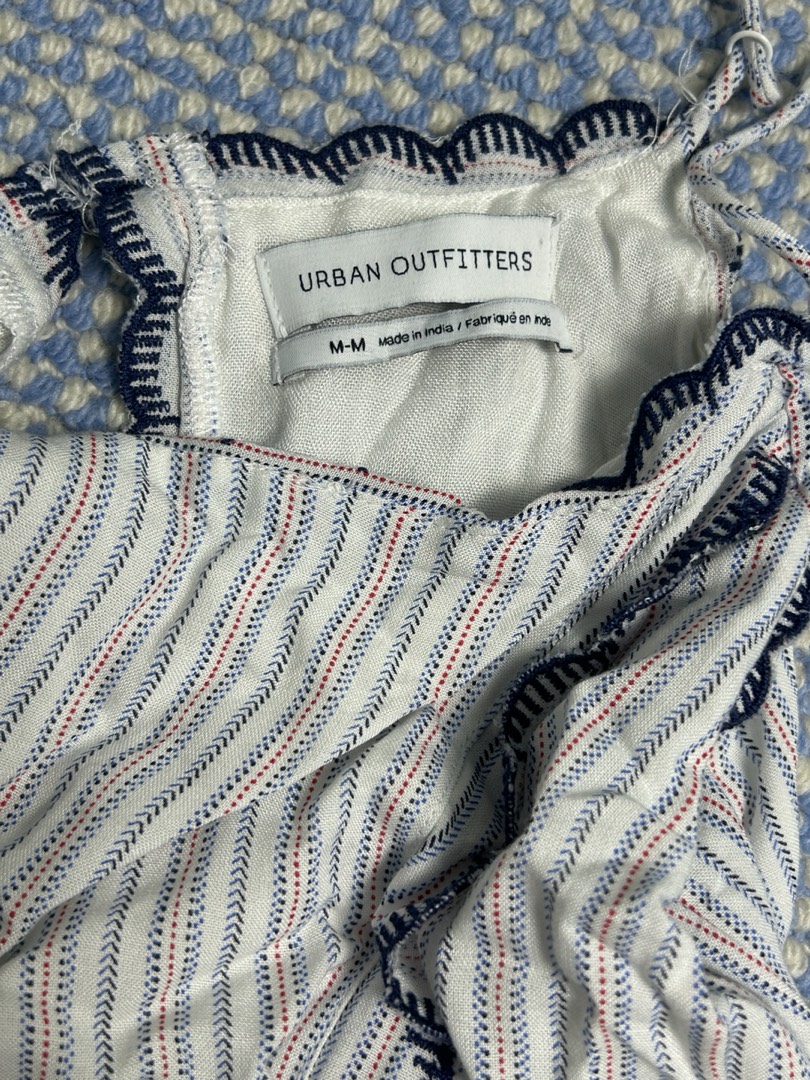 URBAN OUTFITTERS
M-M Made in India / Fabriqué en Inde